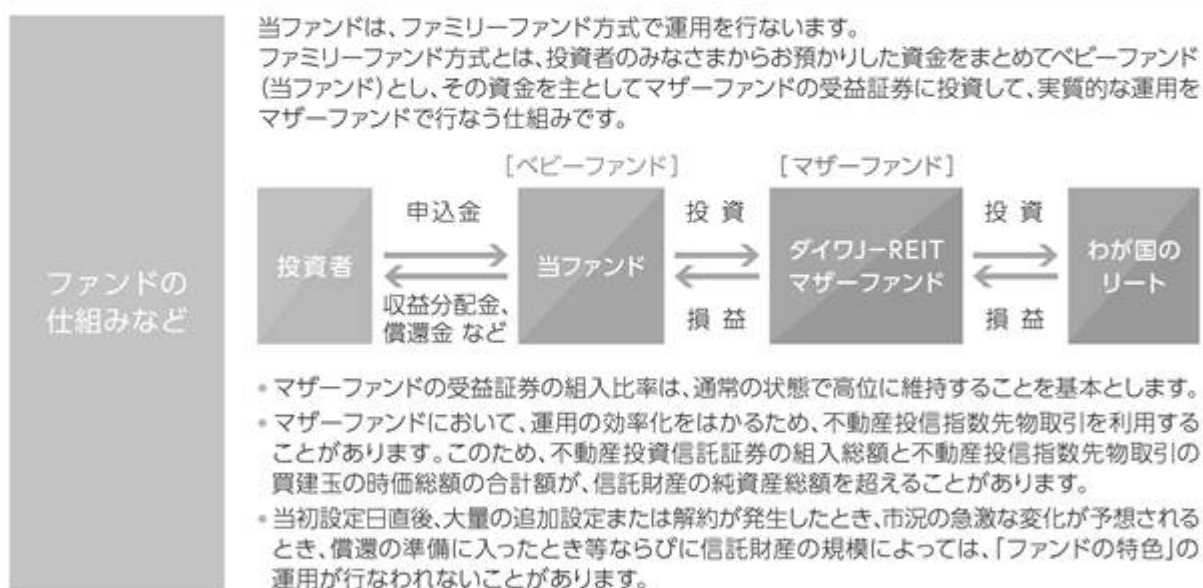 当ファンドは、ファミリーファンド方式で運用を行ないます。
ファミリーファンド方式とは、投資者のみなさまからお預かりした資金をまとめてベビーファンド
(当ファンド)とし、その資金を主としてマザーファンドの受益証券に投資して、実質的な運用を
マザーファンドで行なう仕組みです。
ファンドの
仕組みなど
[ベビーファンド]
[マザーファンド]
投資者
申込金
収益分配金、
償還金 など
当ファンド
投 資
損 益
ダイワJ-REIT
マザーファンド
投 資
損 益
わが国の
リート
• マザーファンドの受益証券の組入比率は、通常の状態で高位に維持することを基本とします。
• マザーファンドにおいて、運用の効率化をはかるため、不動産投信指数先物取引を利用する
ことがあります。このため、不動産投資信託証券の組入総額と不動産投信指数先物取引の
買建玉の時価総額の合計額が、信託財産の純資産総額を超えることがあります。
• 当初設定日直後、大量の追加設定または解約が発生したとき、市況の急激な変化が予想される
とき、償還の準備に入ったとき等ならびに信託財産の規模によっては、「ファンドの特色」の
運用が行なわれないことがあります。